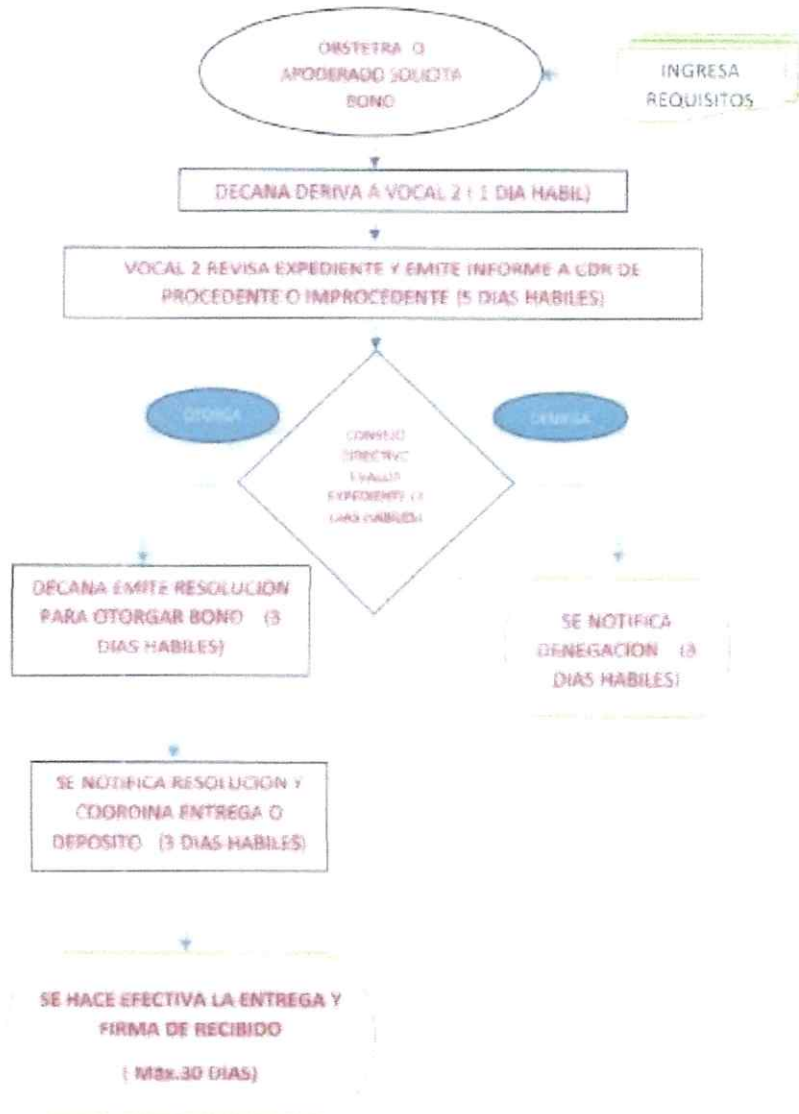 OBSTETRA O
APODERADO SOLICITA
BONO
INGRESA
REQUISITOS
DECANA DERIVA A VOCAL 2 ( 1 DIA HABIL)
VOCAL 2 REVISA EXPEDIENTE Y EMITE INFORME A CDR DE
PROCEDENTE O IMPROCEDENTE (5 DIAS HABILES)
OTORGA
DENIEGA
CONSEJO
DIRECTIVO
EVALUA
EXPEDIENTE
DIAS HABILES)
DECANA EMITE RESOLUCION
PARA OTORGAR BONO (3
DIAS HABILES)
SE NOTIFICA
DENEGACION (3
DIAS HABILES)
SE NOTIFICA RESOLUCION Y
COORDINA ENTREGA O
DEPOSITO (3 DIAS HABILES)
SE HACE EFECTIVA LA ENTREGA Y
FIRMA DE RECIBIDO
( Máx.30 DIAS)